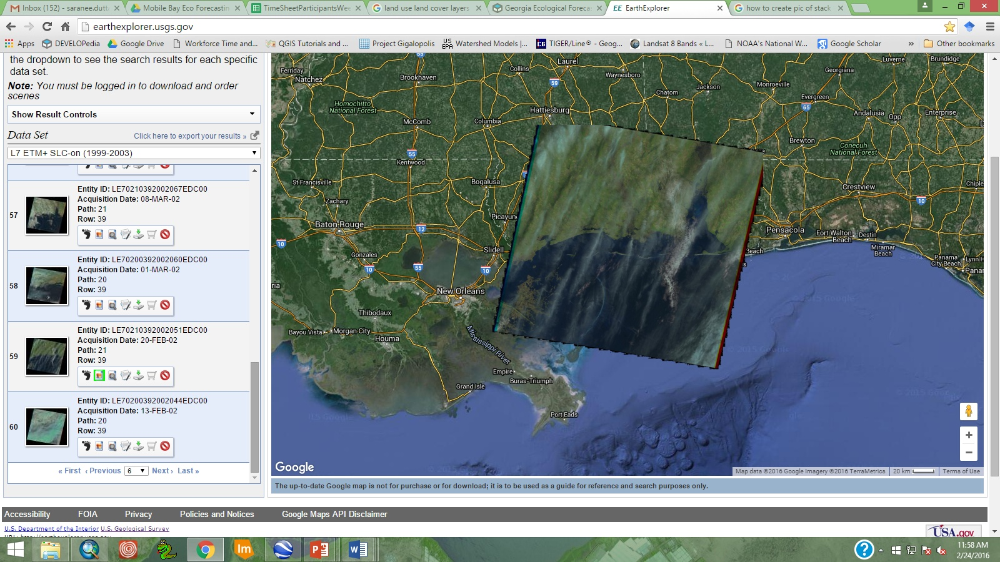 Inbox (152) - saranee.dutt
Mobile Bay Eco Forecastin
TimeSheetParticipantsWee
land use land cover layers
Georgia Ecological Foreca
EarthExplorer
how to create pic of stack
earthexplorer.usgs.gov
Apps
DEVELOPedia
Google Drive
Workforce Time and...
QGIS Tutorials and ...
Project Gigalopolis
US EPA Watershed Models |...
TIGER/Line® - Geog...
Landsat 8 Bands « L...
NOAA's National W...
Google Scholar
»
Other bookmarks
the dropdown to see the search results for each specific
data set.
Note: You must be logged in to download and order
scenes
Show Result Controls
Data Set
Click here to export your results »
L7 ETM+ SLC-on (1999-2003)
57
Entity ID: LE70210392002067EDC00
Acquisition Date: 08-MAR-02
Path: 21
Row: 39
58
Entity ID: LE70200392002060EDC00
Acquisition Date: 01-MAR-02
Path: 20
Row: 39
59
Entity ID: LE70210392002051EDC00
Acquisition Date: 20-FEB-02
Path: 21
Row: 39
60
Entity ID: LE70200392002044EDC00
Acquisition Date: 13-FEB-02
Path: 20
Row: 39
« First ‹ Previous 6 Next › Last »
55
Ferriday
Natchez
Brookhaven
Collins
Laurel
Waynesboro
59
Chatom
Jackson
Monroeville
Georgiana
Luverne
Brundidge
Evergreen
65
Homochitto
National Forest
Hattiesburg
McComb
Columbia
Andalusia
Opp
Enterprise
Brewton
Conecuh
National Forest
55
Kentwood
St Francisville
Bogalusa
Crestview
Chiple
10
Zachary
Picayun
Baton Rouge
12
10
Pensacola
Fort Walton
Beach
Destin
Miramar
Beach
Beach
Panama
City Beach
Lynn H
Panar
Slidell
Gonzales
10
55
10
ria
New Orleans
Thibodaux
Bayou Vista
Morgan City
Houma
Mississippi River
Empire
Buras-Triumph
Grand Isle
Port Eads
Google
Map data ©2016 Google Imagery ©2016 TerraMetrics
20 km
Terms of Use
The up-to-date Google map is not for purchase or for download; it is to be used as a guide for reference and search purposes only.
Accessibility
FOIA
Privacy
Policies and Notices
Google Maps API Disclaimer
U.S. Department of the Interior U.S. Geological Survey
USA.gov
11:58 AM
2/24/2016